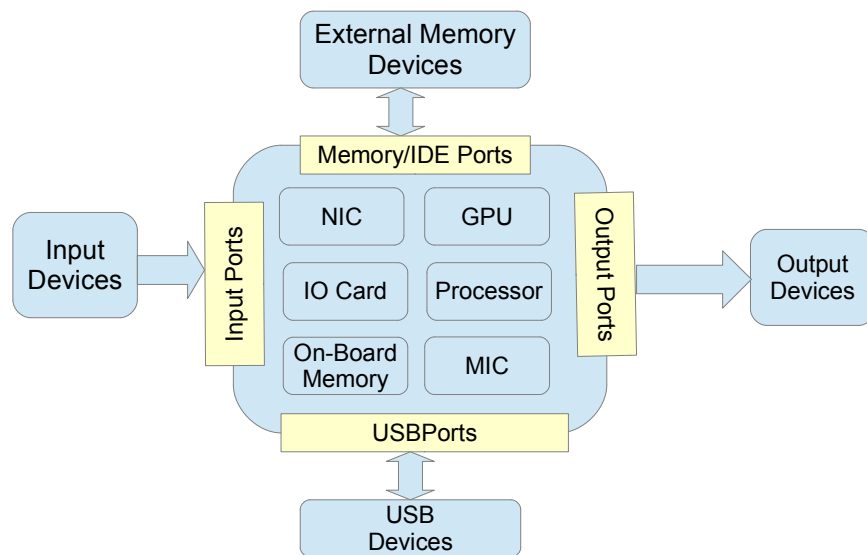 External Memory
Devices
Memory/IDE Ports
NIC
GPU
Input
Devices
Input Ports
IO Card
Processor
Output Ports
Output
Devices
On-Board
Memory
MIC
USBPorts
USB
Devices